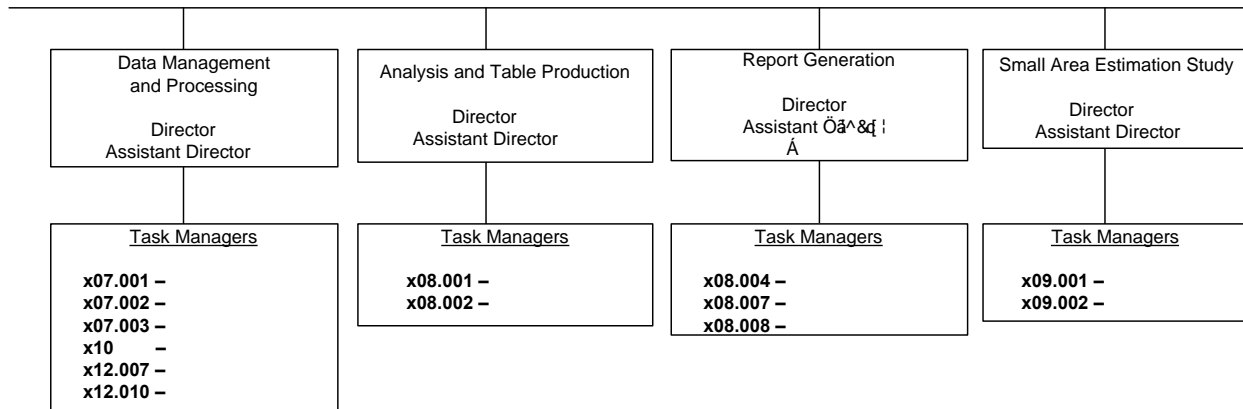 Data Management
and Processing
Director
Assistant Director
Analysis and Table Production
Director
Assistant Director
Report Generation
Director
Assistant
Small Area Estimation Study
Director
Assistant Director
Task Managers
x07.001 –
x07.002 –
x07.003 –
x10 –
x12.007 –
x12.010 –
Task Managers
x08.001 –
x08.002 –
Task Managers
x08.004 –
x08.007 –
x08.008 –
Task Managers
x09.001 –
x09.002 –